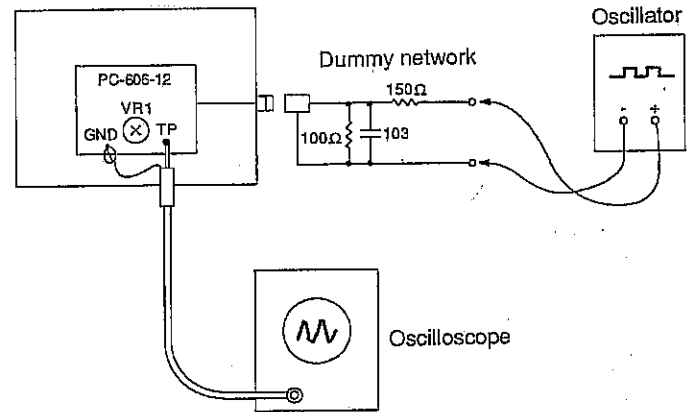 Oscillator
Dummy network
PC-606-12
VR1
GND
TP
150Ω
100Ω
103
- +
Oscilloscope